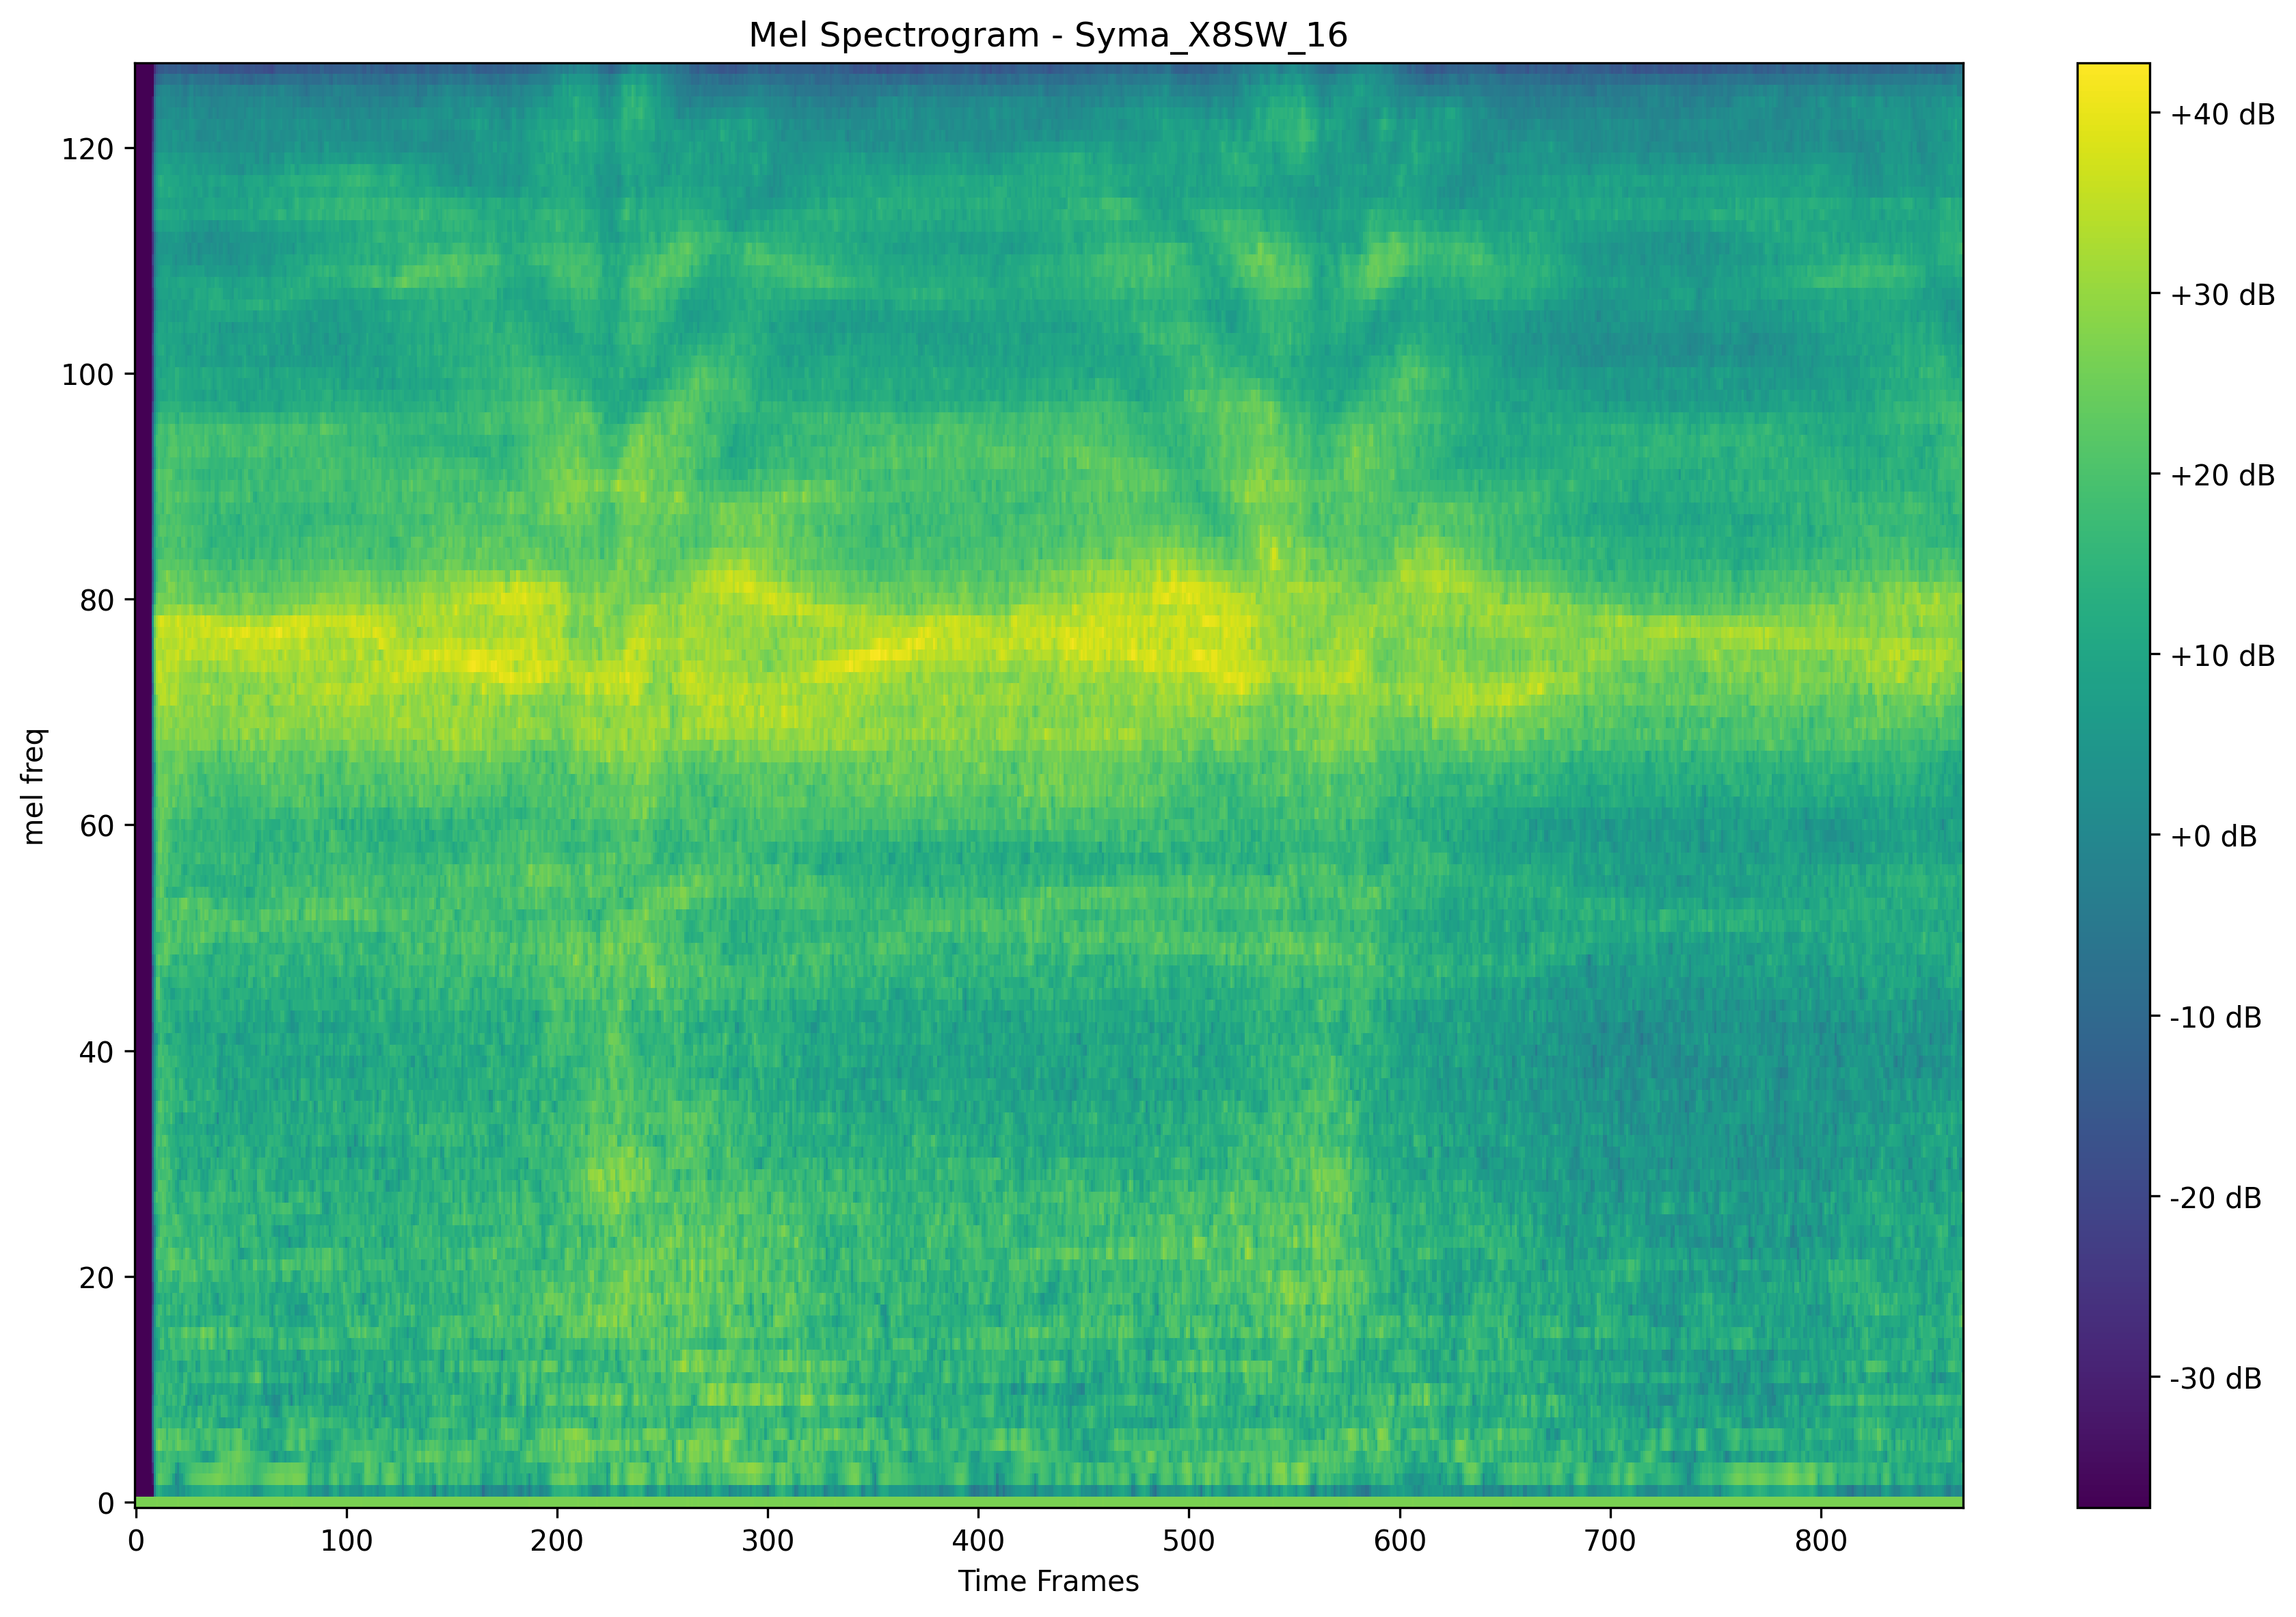 Mel Spectrogram - Syma_X8SW_16
mel freq
120
100
80
60
40
20
0
0 100 200 300 400 500 600 700 800
Time Frames
+40 dB
+30 dB
+20 dB
+10 dB
+0 dB
-10 dB
-20 dB
-30 dB